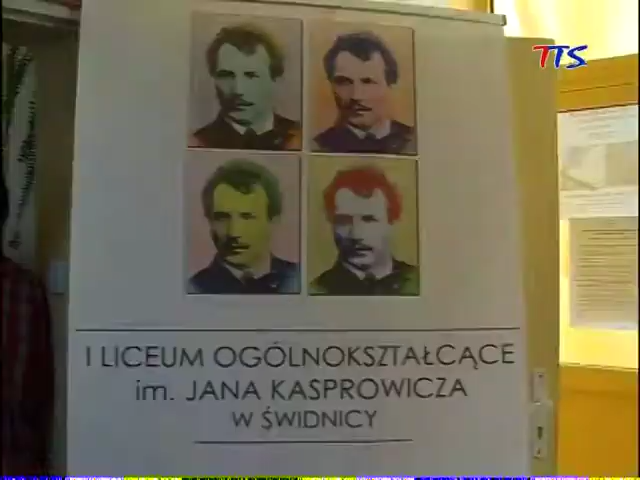 TTS
I LICEUM OGÓLNOKSZTAŁCĄCE
im. JANA KASPROWICZA
W ŚWIDNICY